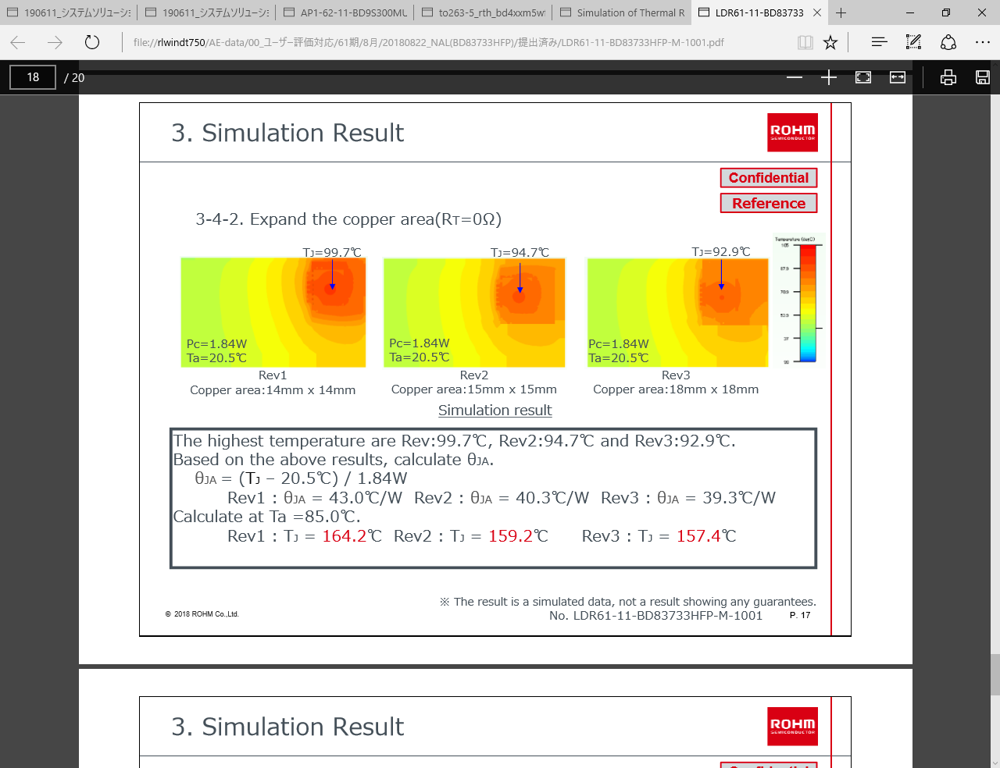 190611_システムソリューシ
190611_システムソリューシ
AP1-62-11-BD9S300MU
to263-5_rth_bd4xxm5w
Simulation of Thermal R
LDR61-11-BD83733
file://rlwindt750/AE-data/00_ユーザー評価対応/61期/8月/20180822_NAL(BD83733HFP)/提出済み/LDR61-11-BD83733HFP-M-1001.pdf
18 / 20
3. Simulation Result
ROHM
SEMICONDUCTOR
Confidential
Reference
3-4-2. Expand the copper area(RT=0Ω)
TJ=99.7℃
TJ=94.7℃
TJ=92.9℃
Temperature (degC)
105
Pc=1.84W
Ta=20.5℃
Pc=1.84W
Ta=20.5℃
Pc=1.84W
Ta=20.5℃
Rev1
Copper area:14mm x 14mm
Rev2
Copper area:15mm x 15mm
Rev3
Copper area:18mm x 18mm
Simulation result
The highest temperature are Rev:99.7℃, Rev2:94.7℃ and Rev3:92.9℃.
Based on the above results, calculate θJA.
θJA = (TJ – 20.5℃) / 1.84W
Rev1 : θJA = 43.0℃/W Rev2 : θJA = 40.3℃/W Rev3 : θJA = 39.3℃/W
Calculate at Ta =85.0℃.
Rev1 : TJ = 164.2℃ Rev2 : TJ = 159.2℃ Rev3 : TJ = 157.4℃
※ The result is a simulated data, not a result showing any guarantees.
© 2018 ROHM Co.,Ltd.
No. LDR61-11-BD83733HFP-M-1001
P. 17
3. Simulation Result
ROHM
SEMICONDUCTOR
Confidential